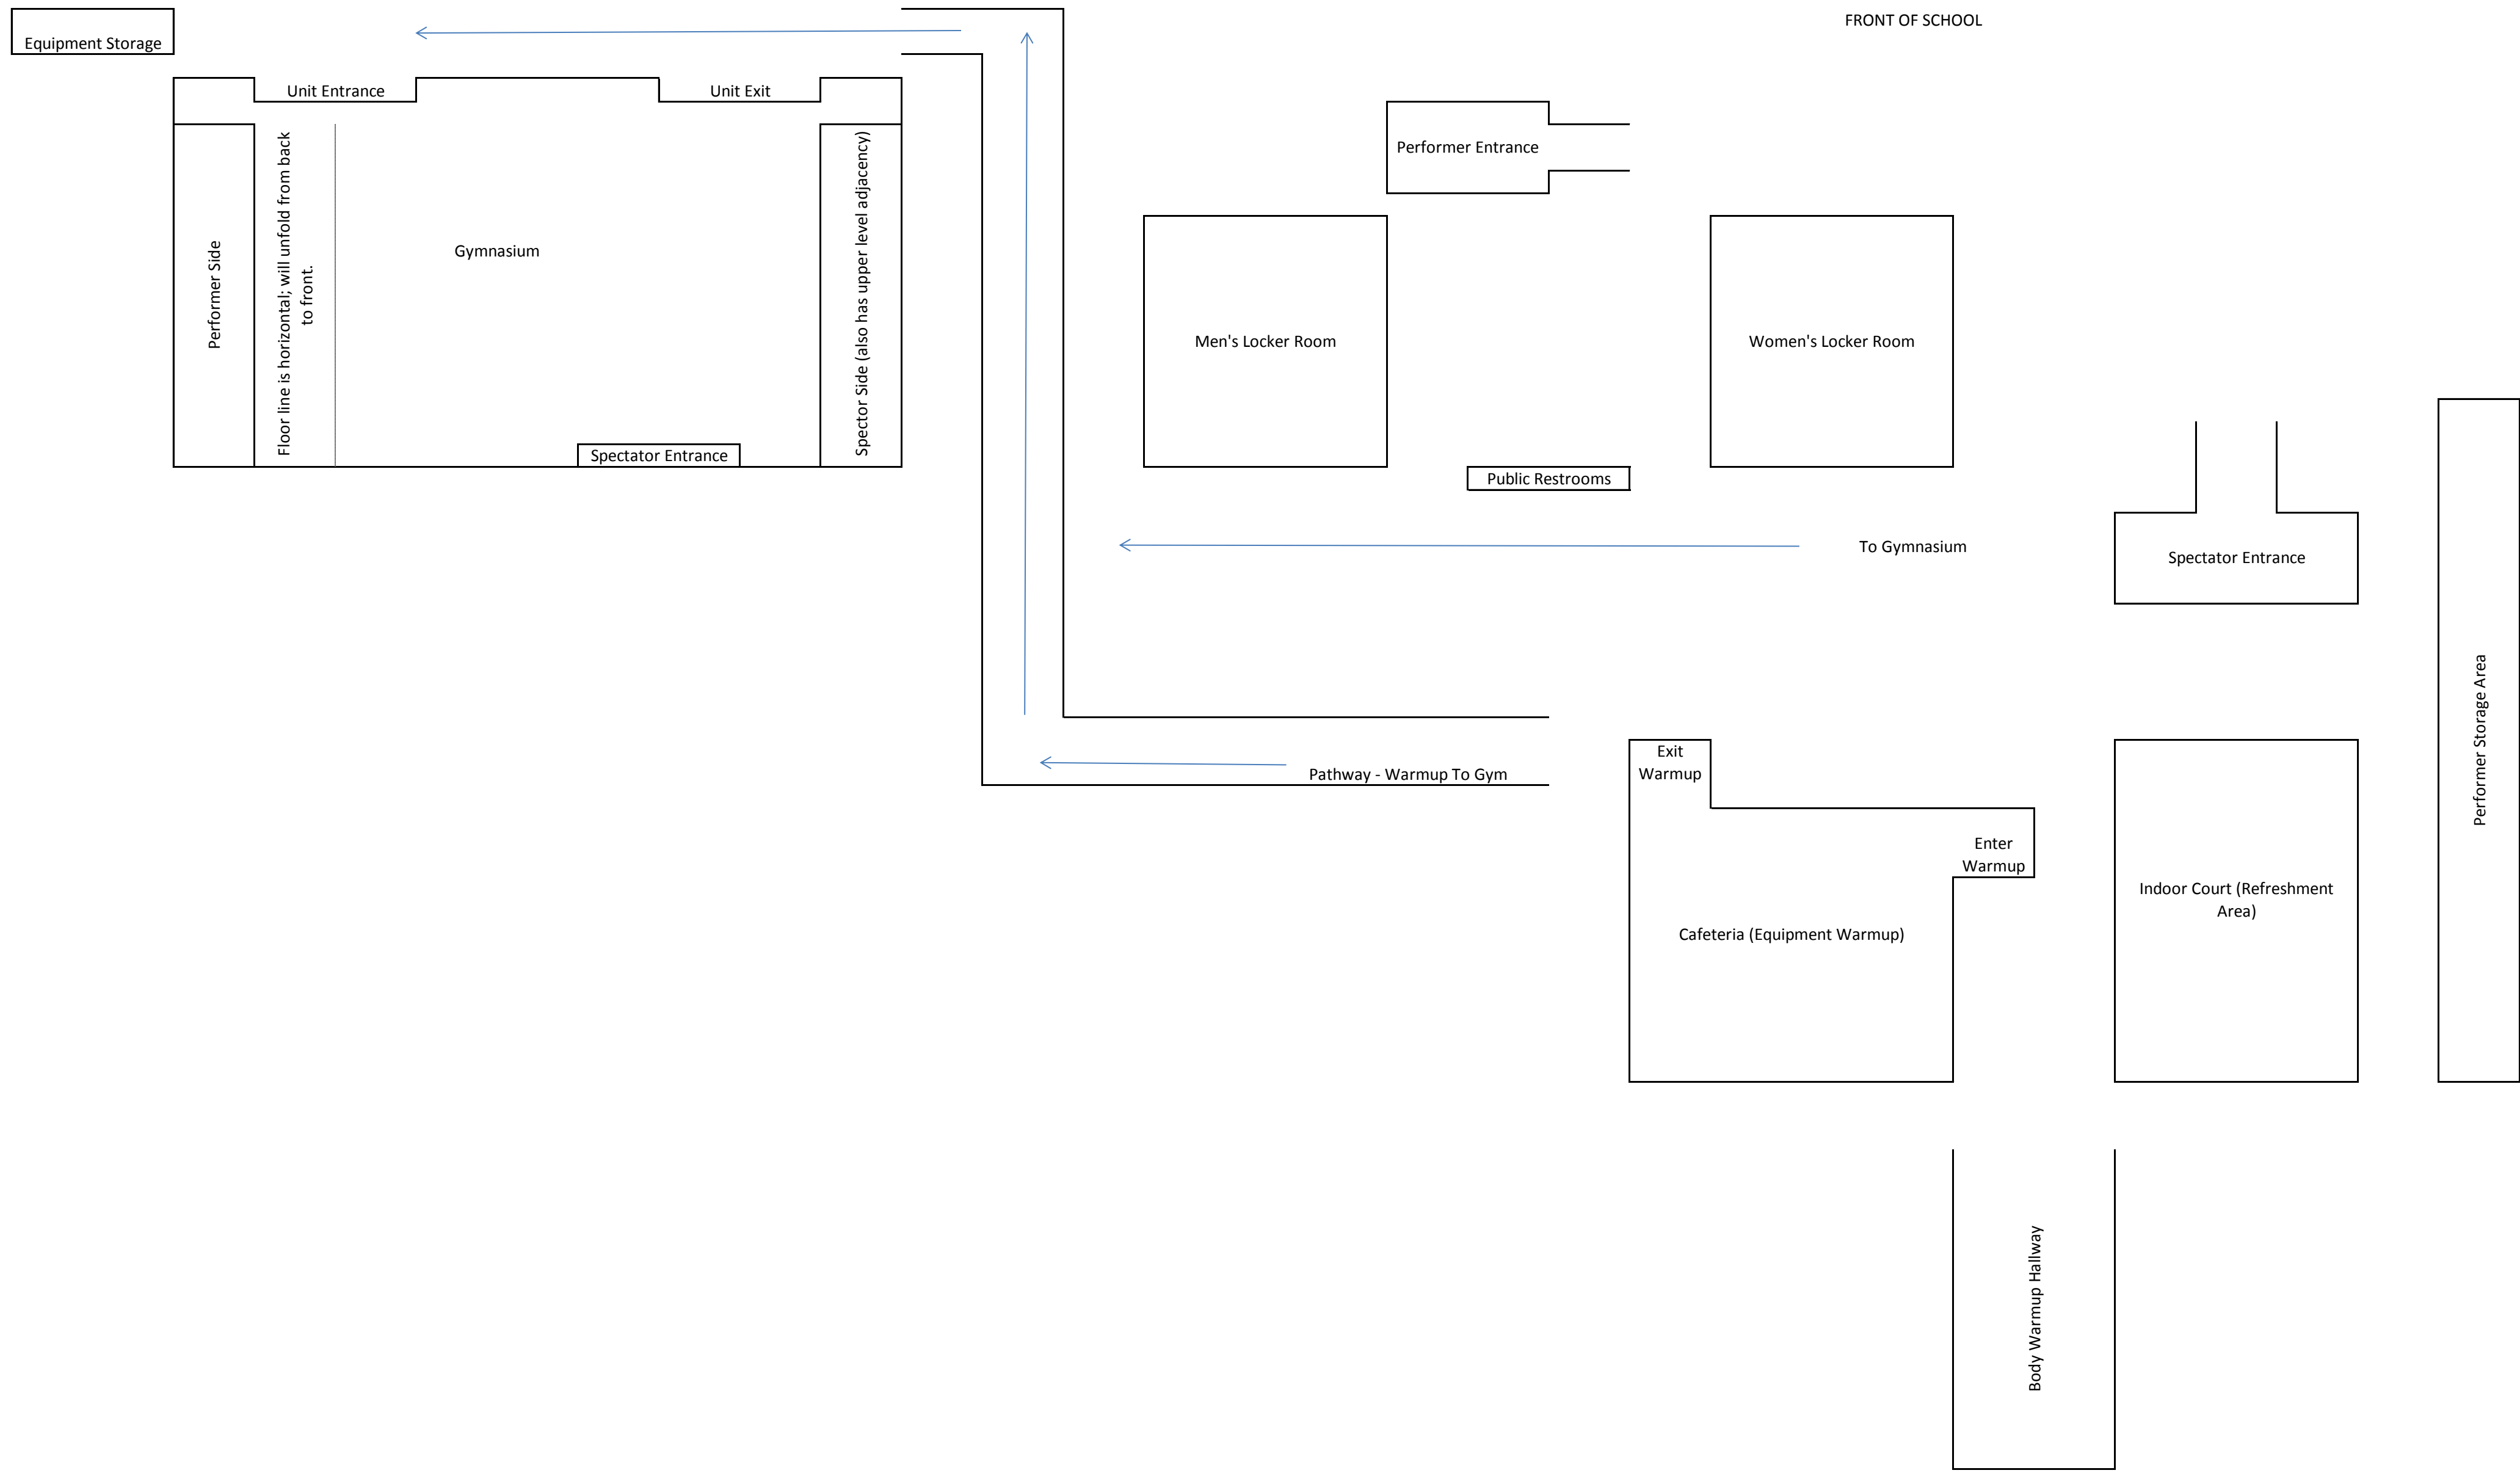 FRONT OF SCHOOL
Equipment Storage
Unit Entrance
Unit Exit
Performer Entrance
Performer Side
Floor line is horizontal; will unfold from back
to front.
Gymnasium
Spector Side (also has upper level adjacency)
Men's Locker Room
Women's Locker Room
Spectator Entrance
Public Restrooms
To Gymnasium
Spectator Entrance
Performer Storage Area
Pathway - Warmup To Gym
Exit
Warmup
Enter
Warmup
Indoor Court (Refreshment
Area)
Cafeteria (Equipment Warmup)
Body Warmup Hallway